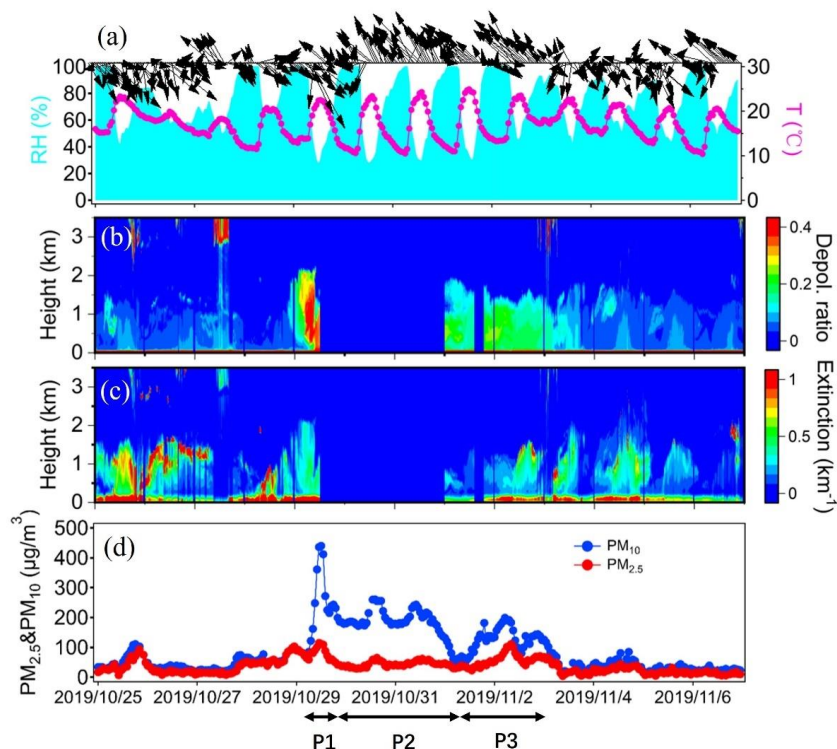 (a)
100
80
60
40
20
0
RH (%)
30
20
10
0
T (℃)
(b)
3
2
1
0
Height (km)
0.4
0.2
0
Depol. ratio
(c)
3
2
1
0
Height (km)
1
0.5
0
Extinction (km⁻¹)
(d)
500
400
300
200
100
0
PM₂.₅&PM₁₀ (μg/m³)
PM₁₀
PM₂.₅
2019/10/25 2019/10/27 2019/10/29 2019/10/31 2019/11/2 2019/11/4 2019/11/6
P1 P2 P3